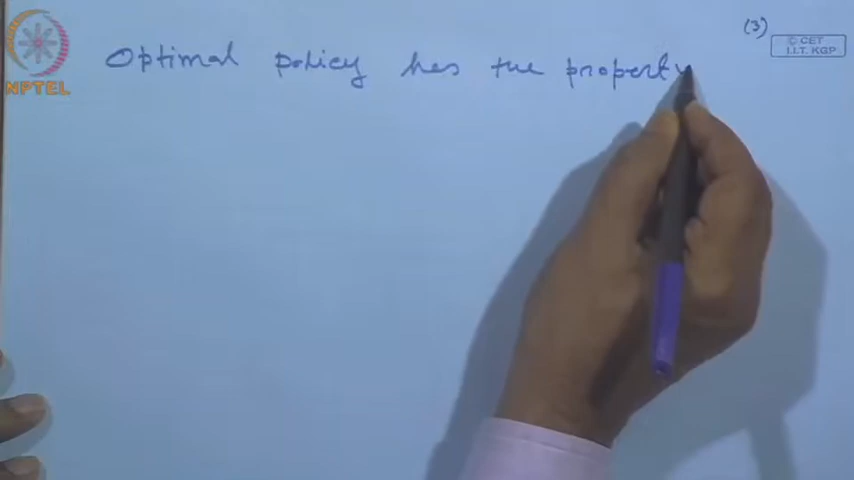 (3)
© CET
I.I.T. KGP
Optimal policy has the property
NPTEL